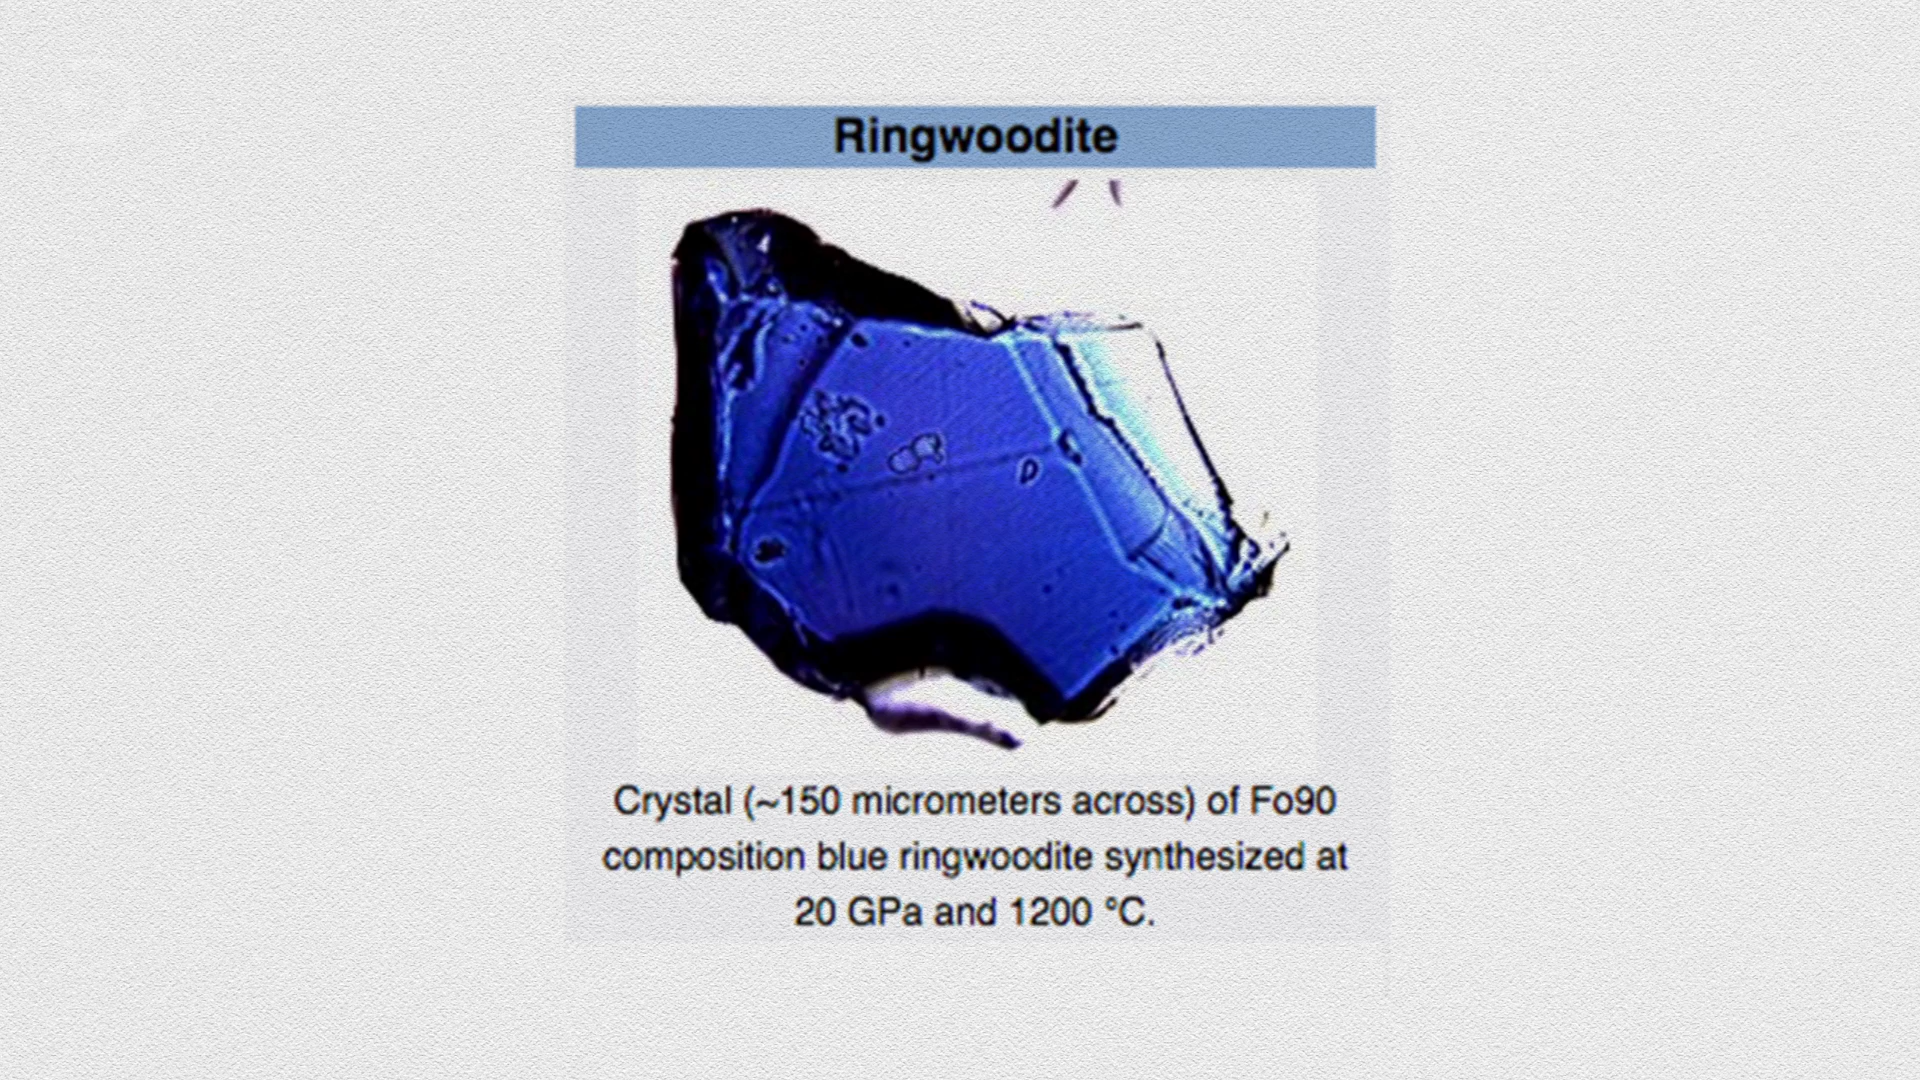 Ringwoodite
Crystal (~150 micrometers across) of Fo90
composition blue ringwoodite synthesized at
20 GPa and 1200 °C.